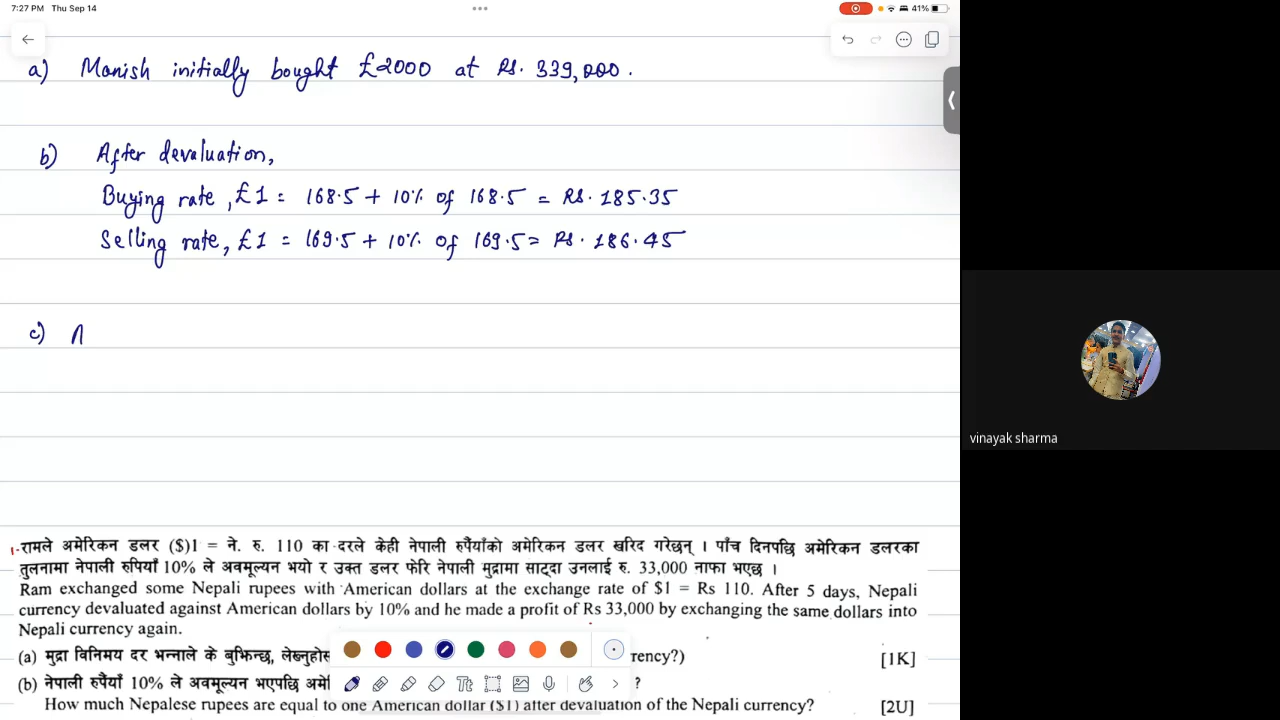 7:27 PM Thu Sep 14
41%
a) Manish initially bought £2000 at Rs. 339,000.
b) After devaluation,
Buying rate, £1 = 168.5 + 10% of 168.5 = Rs. 185.35
Selling rate, £1 = 169.5 + 10% of 169.5 = Rs. 186.45
c)
vinayak sharma
1. रामले अमेरिकन डलर ($)1 = ने. रु. 110 का दरले केही नेपाली रुपैँयाँको अमेरिकन डलर खरिद गरेछन् । पाँच दिनपछि अमेरिकन डलरका
तुलनामा नेपाली रुपियाँ 10% ले अवमूल्यन भयो र उक्त डलर फेरि नेपाली मुद्रामा साट्दा उनलाई रु. 33,000 नाफा भएछ ।
Ram exchanged some Nepali rupees with American dollars at the exchange rate of $1 = Rs 110. After 5 days, Nepali
currency devaluated against American dollars by 10% and he made a profit of Rs 33,000 by exchanging the same dollars into
Nepali currency again.
(a) मुद्रा विनिमय दर भन्नाले के बुझिन्छ, लेख्नुहोस rency?) [1K]
(b) नेपाली रुपैँयाँ 10% ले अवमूल्यन भएपछि अमे ?
Tt
How much Nepalese rupees are equal to one American dollar ($1) after devaluation of the Nepali currency? [2U]